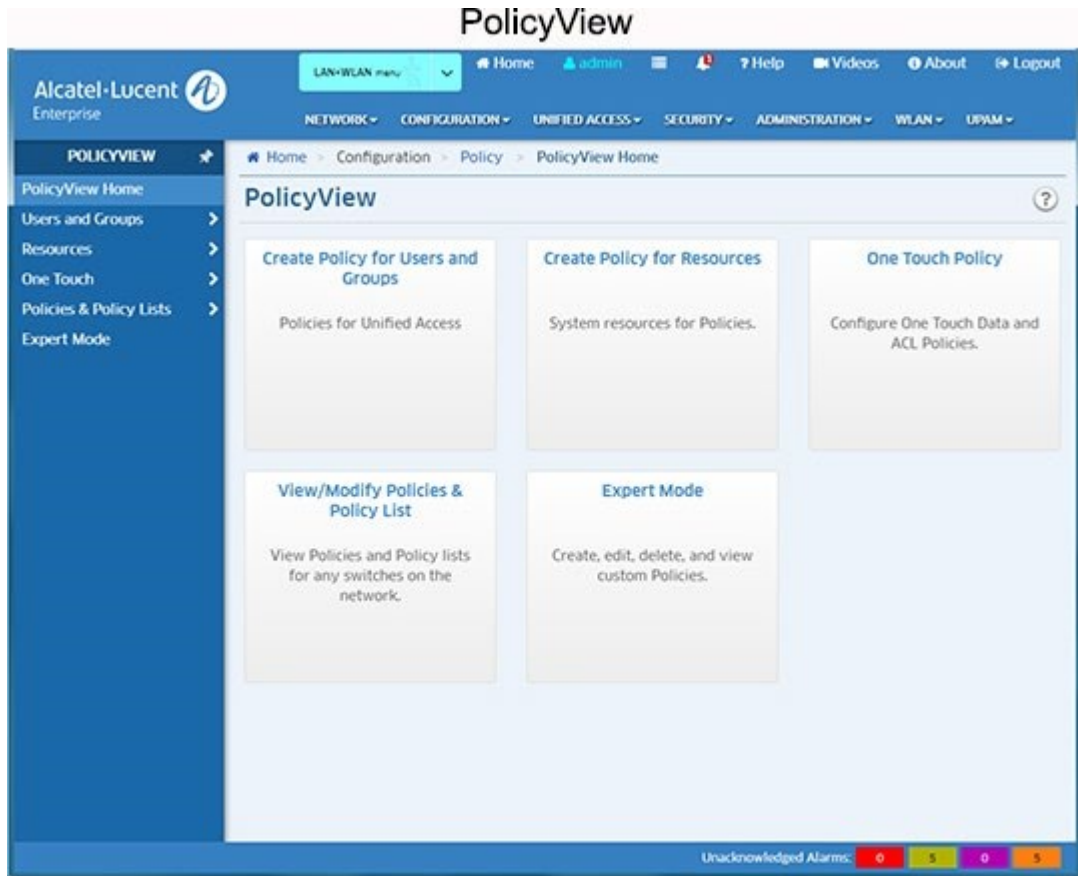 PolicyView
Alcatel·Lucent
Enterprise
LAN+WLAN menu
Home
admin
1
? Help
Videos
About
Logout
NETWORK
CONFIGURATION
UNIFIED ACCESS
SECURITY
ADMINISTRATION
WLAN
UPAM
POLICYVIEW
PolicyView Home
Users and Groups
Resources
One Touch
Policies & Policy Lists
Expert Mode
Home > Configuration > Policy > PolicyView Home
PolicyView
?
Create Policy for Users and
Groups
Policies for Unified Access
Create Policy for Resources
System resources for Policies.
One Touch Policy
Configure One Touch Data and
ACL Policies.
View/Modify Policies &
Policy List
View Policies and Policy lists
for any switches on the
network.
Expert Mode
Create, edit, delete, and view
custom Policies.
Unacknowledged Alarms: 0 5 0 5